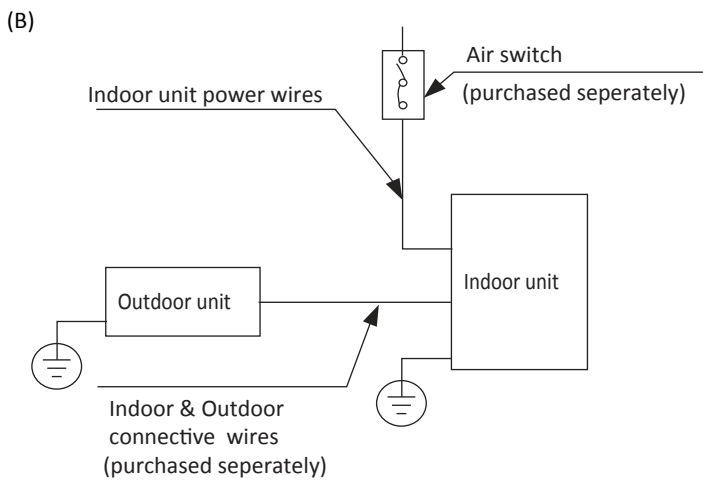 (B)
Air switch
(purchased seperately)
Indoor unit power wires
Indoor unit
Outdoor unit
Indoor & Outdoor
connective wires
(purchased seperately)